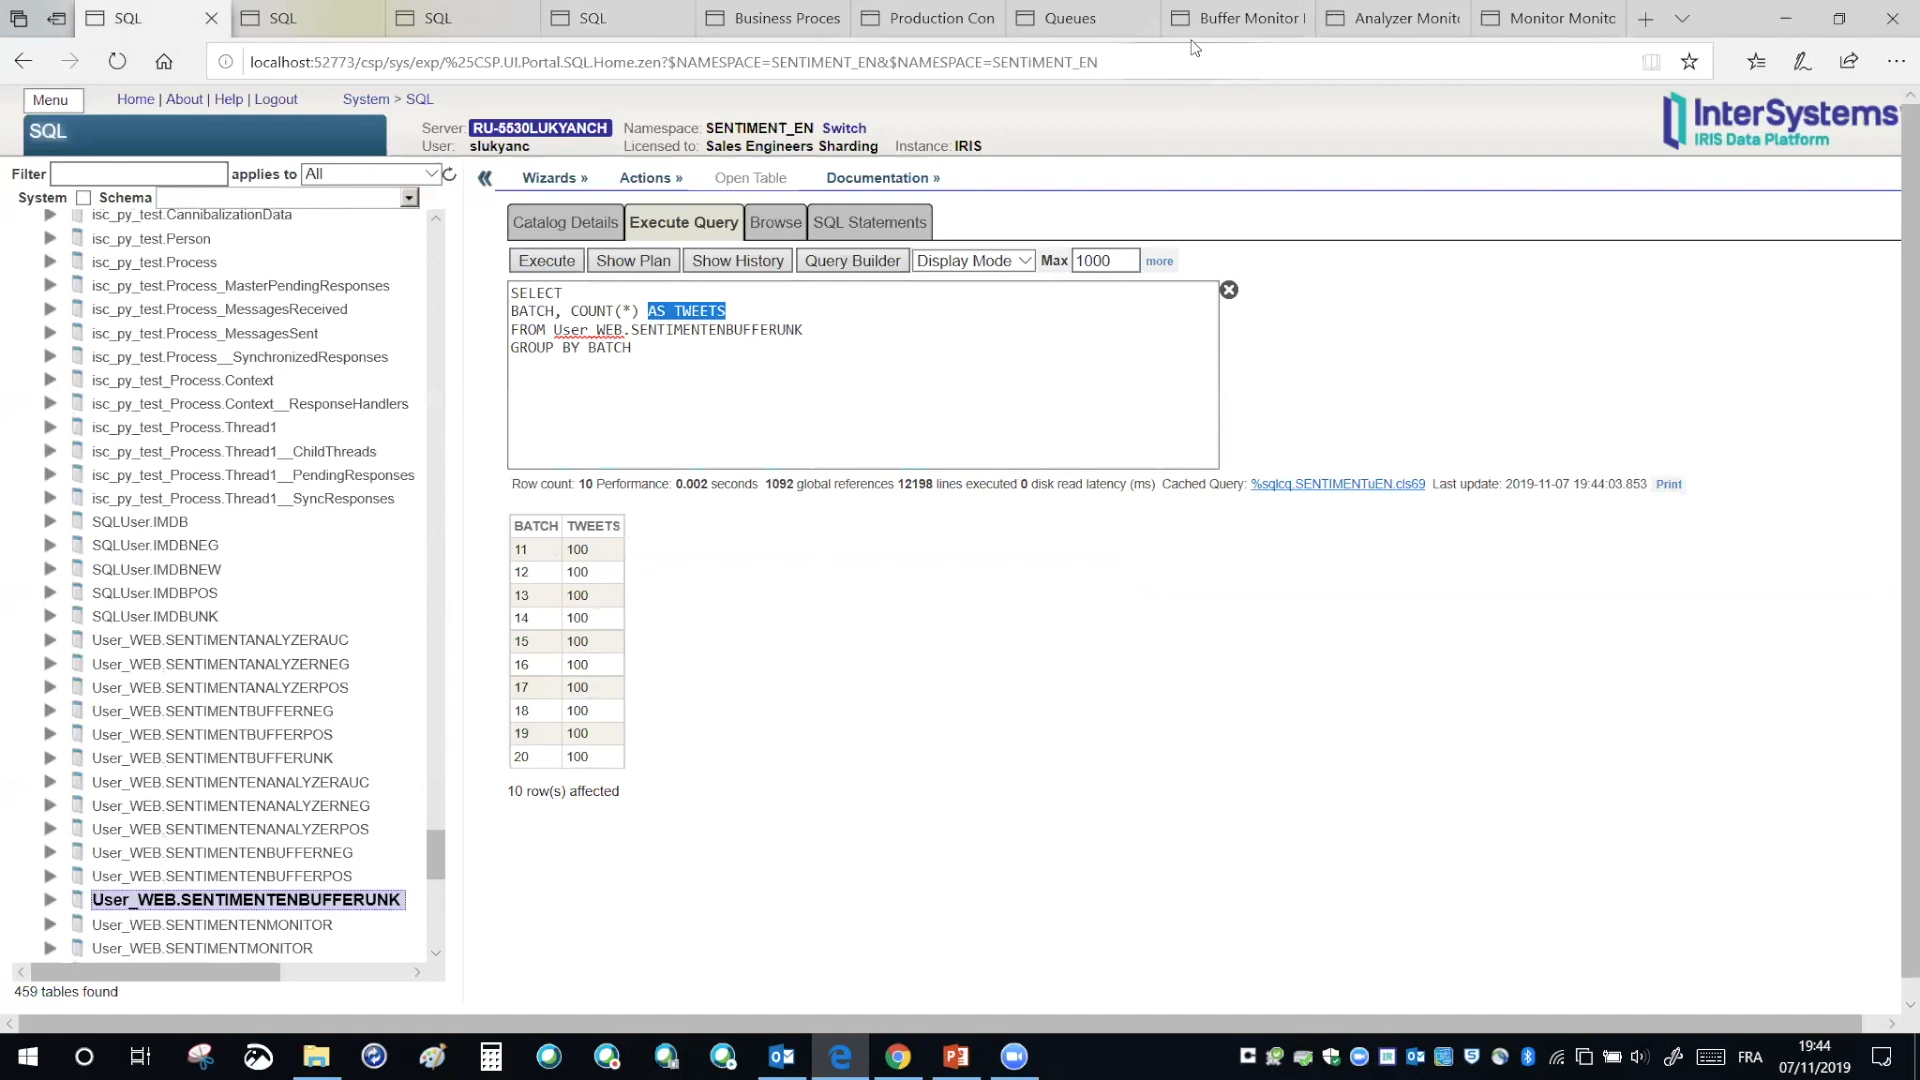 SQL
SQL
SQL
SQL
Business Proces
Production Con
Queues
Buffer Monitor I
Analyzer Monito
Monitor Monito
localhost:52773/csp/sys/exp/%25CSP.UI.Portal.SQL.Home.zen?$NAMESPACE=SENTIMENT_EN&$NAMESPACE=SENTIMENT_EN
Menu
Home | About | Help | Logout
System > SQL
SQL
Server: RU-5530LUKYANCH Namespace: SENTIMENT_EN Switch
User: slukyanc Licensed to: Sales Engineers Sharding Instance: IRIS
InterSystems
IRIS Data Platform
Filter applies to All
System Schema
Wizards » Actions » Open Table Documentation »
Catalog Details Execute Query Browse SQL Statements
Execute Show Plan Show History Query Builder Display Mode Max 1000 more
SELECT
BATCH, COUNT(*) AS TWEETS
FROM User_WEB.SENTIMENTENBUFFERUNK
GROUP BY BATCH
Row count: 10 Performance: 0.002 seconds 1092 global references 12198 lines executed 0 disk read latency (ms) Cached Query: %sqlcq.SENTIMENTuEN.cls69 Last update: 2019-11-07 19:44:03.853 Print
BATCH TWEETS
11 100
12 100
13 100
14 100
15 100
16 100
17 100
18 100
19 100
20 100
10 row(s) affected
isc_py_test.CannibalizationData
isc_py_test.Person
isc_py_test.Process
isc_py_test.Process_MasterPendingResponses
isc_py_test.Process_MessagesReceived
isc_py_test.Process_MessagesSent
isc_py_test.Process__SynchronizedResponses
isc_py_test_Process.Context
isc_py_test_Process.Context__ResponseHandlers
isc_py_test_Process.Thread1
isc_py_test_Process.Thread1__ChildThreads
isc_py_test_Process.Thread1__PendingResponses
isc_py_test_Process.Thread1__SyncResponses
SQLUser.IMDB
SQLUser.IMDBNEG
SQLUser.IMDBNEW
SQLUser.IMDBPOS
SQLUser.IMDBUNK
User_WEB.SENTIMENTANALYZERAUC
User_WEB.SENTIMENTANALYZERNEG
User_WEB.SENTIMENTANALYZERPOS
User_WEB.SENTIMENTBUFFERNEG
User_WEB.SENTIMENTBUFFERPOS
User_WEB.SENTIMENTBUFFERUNK
User_WEB.SENTIMENTENANALYZERAUC
User_WEB.SENTIMENTENANALYZERNEG
User_WEB.SENTIMENTENANALYZERPOS
User_WEB.SENTIMENTENBUFFERNEG
User_WEB.SENTIMENTENBUFFERPOS
User_WEB.SENTIMENTENBUFFERUNK
User_WEB.SENTIMENTENMONITOR
User_WEB.SENTIMENTMONITOR
459 tables found
FRA
19:44
07/11/2019